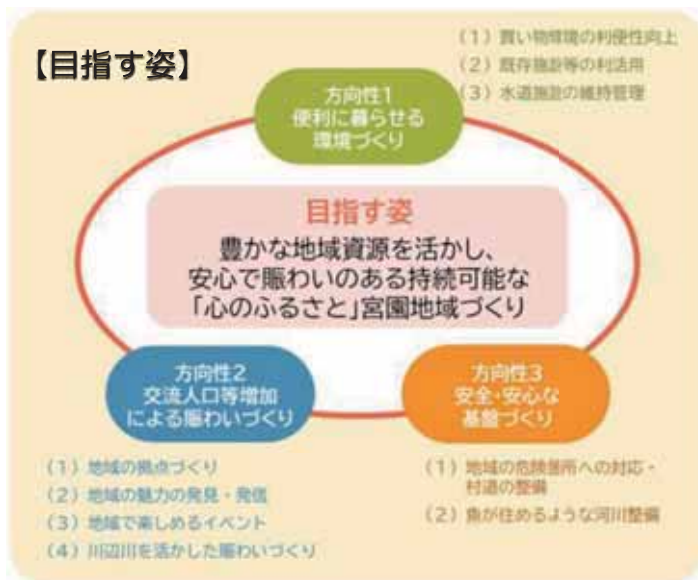 【目指す姿】
(1)買い物環境の利便性向上
(2)既存施設等の利活用
(3)水道施設の維持管理
方向性1
便利に暮らせる
環境づくり
目指す姿
豊かな地域資源を活かし、
安心で賑わいのある持続可能な
「心のふるさと」宮園地域づくり
方向性2
交流人口等増加
による賑わいづくり
(1)地域の拠点づくり
(2)地域の魅力の発見・発信
(3)地域で楽しめるイベント
(4)川辺川を活かした賑わいづくり
方向性3
安全・安心な
基盤づくり
(1)地域の危険箇所への対応・
村道の整備
(2)魚が住めるような河川整備